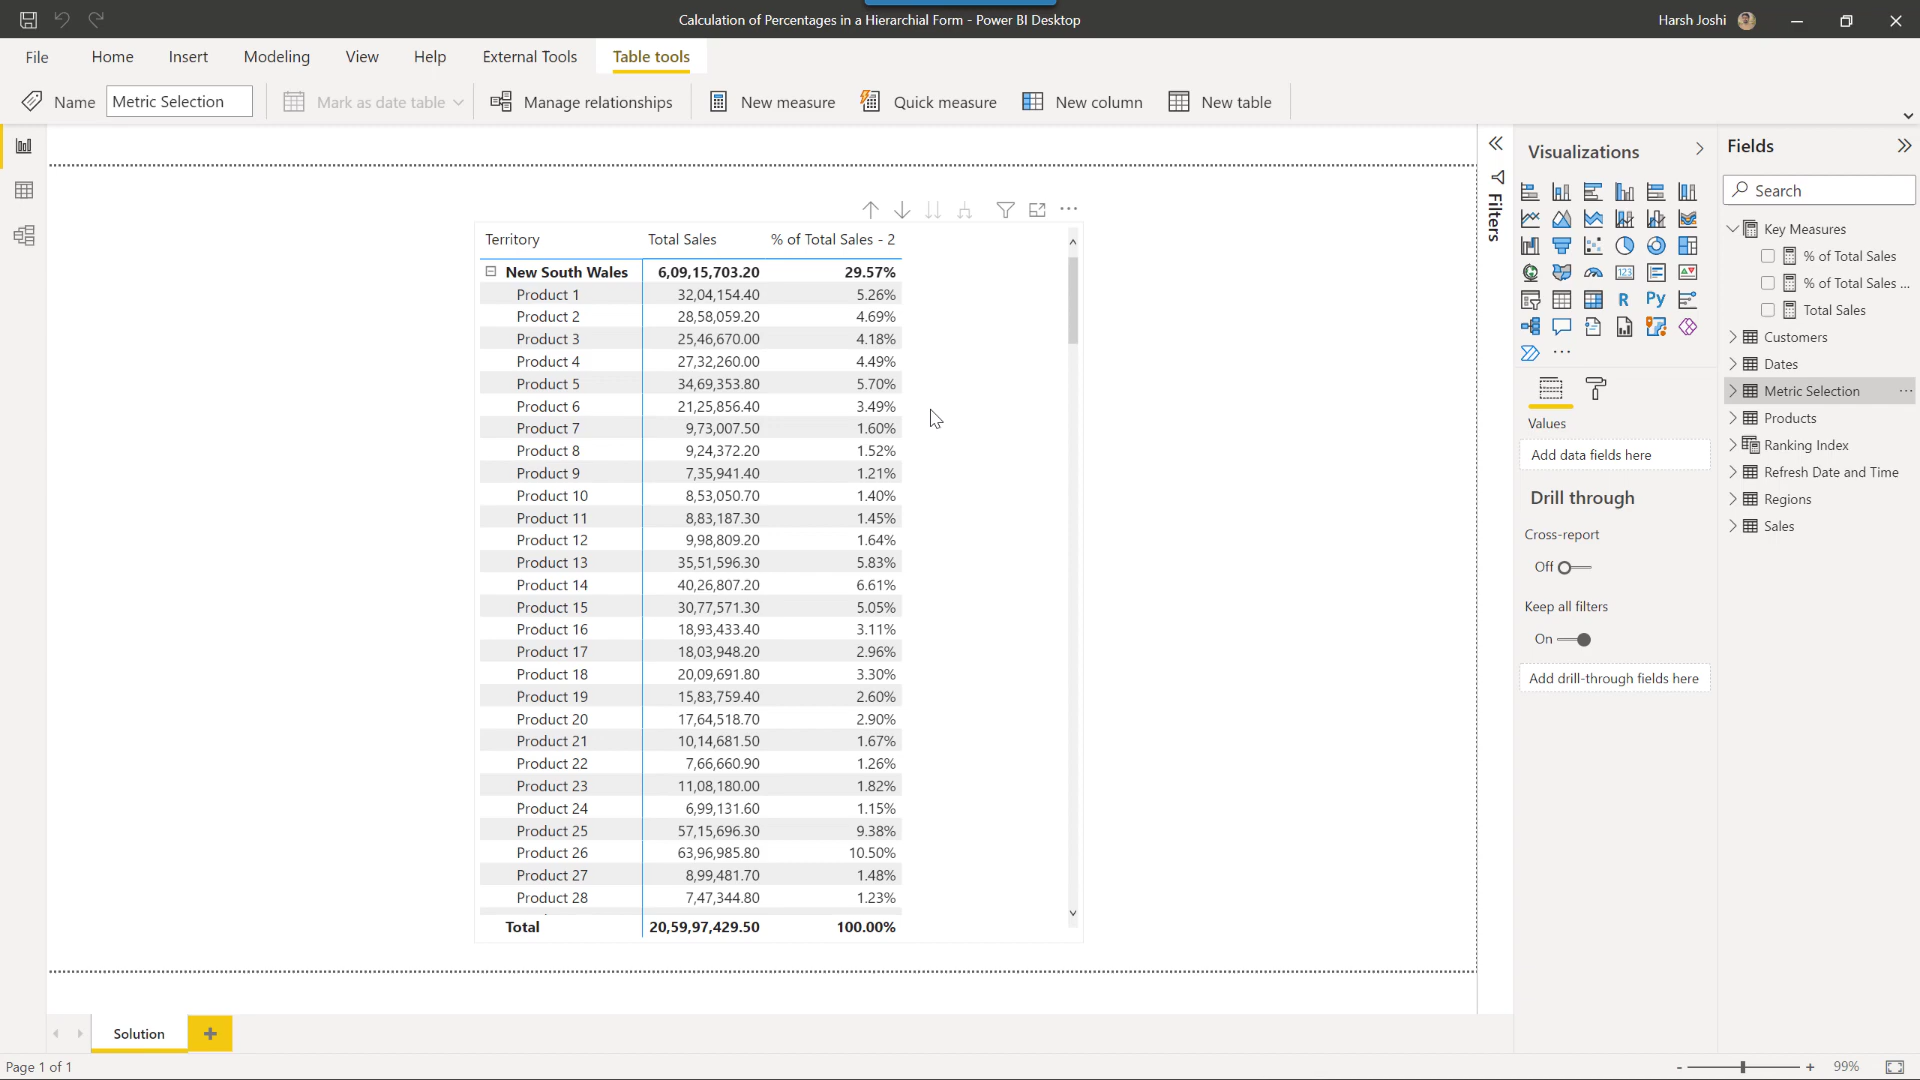 Calculation of Percentages in a Hierarchial Form - Power BI Desktop
Harsh Joshi
File Home Insert Modeling View Help External Tools Table tools
Name Metric Selection Mark as date table Manage relationships New measure Quick measure New column New table
Territory Total Sales % of Total Sales - 2
New South Wales 6,09,15,703.20 29.57%
Product 1 32,04,154.40 5.26%
Product 2 28,58,059.20 4.69%
Product 3 25,46,670.00 4.18%
Product 4 27,32,260.00 4.49%
Product 5 34,69,353.80 5.70%
Product 6 21,25,856.40 3.49%
Product 7 9,73,007.50 1.60%
Product 8 9,24,372.20 1.52%
Product 9 7,35,941.40 1.21%
Product 10 8,53,050.70 1.40%
Product 11 8,83,187.30 1.45%
Product 12 9,98,809.20 1.64%
Product 13 35,51,596.30 5.83%
Product 14 40,26,807.20 6.61%
Product 15 30,77,571.30 5.05%
Product 16 18,93,433.40 3.11%
Product 17 18,03,948.20 2.96%
Product 18 20,09,691.80 3.30%
Product 19 15,83,759.40 2.60%
Product 20 17,64,518.70 2.90%
Product 21 10,14,681.50 1.67%
Product 22 7,66,660.90 1.26%
Product 23 11,08,180.00 1.82%
Product 24 6,99,131.60 1.15%
Product 25 57,15,696.30 9.38%
Product 26 63,96,985.80 10.50%
Product 27 8,99,481.70 1.48%
Product 28 7,47,344.80 1.23%
Total 20,59,97,429.50 100.00%
Filters
Visualizations
123
R Py
Values
Add data fields here
Drill through
Cross-report
Off
Keep all filters
On
Add drill-through fields here
Fields
Search
Key Measures
% of Total Sales
% of Total Sales ...
Total Sales
Customers
Dates
Metric Selection
Products
Ranking Index
Refresh Date and Time
Regions
Sales
Solution
Page 1 of 1
- + 99%